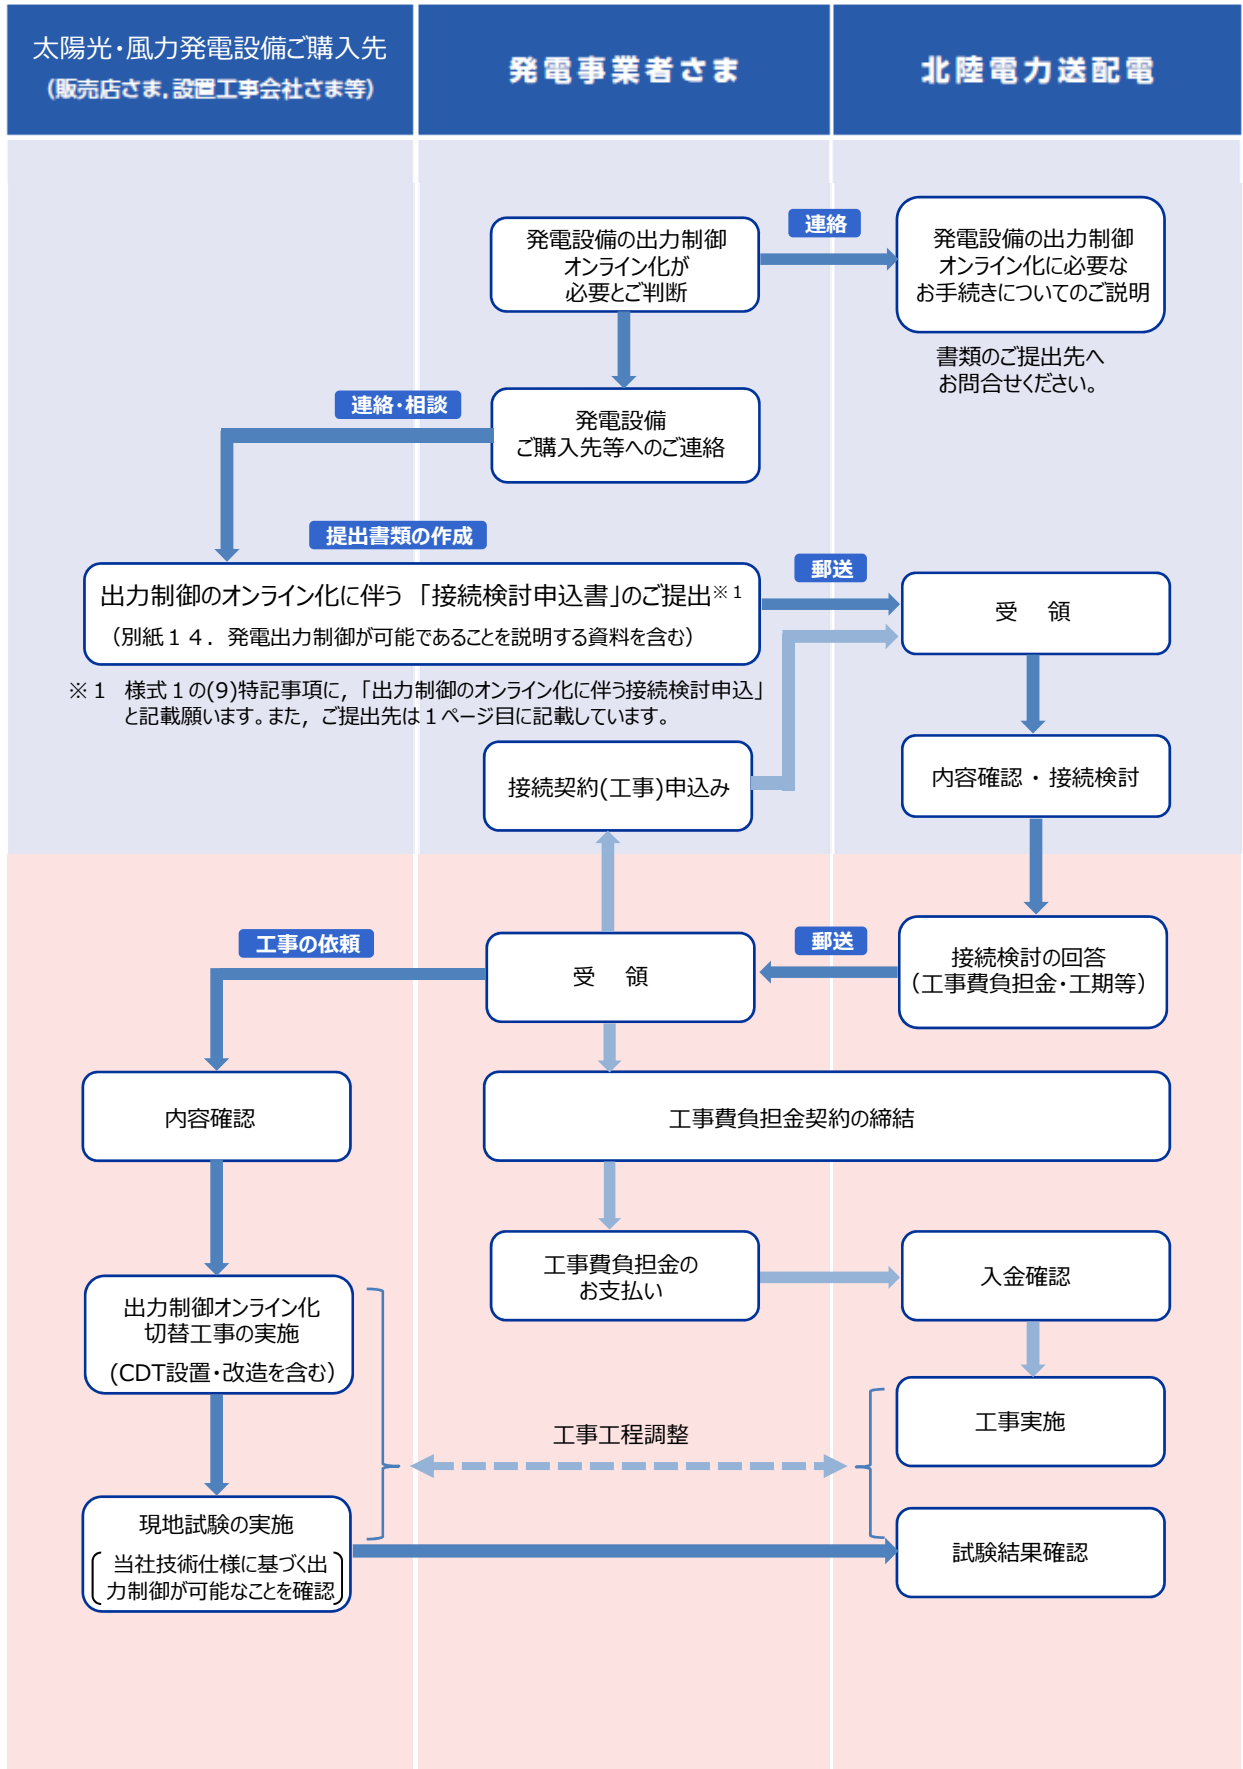 太陽光・風力発電設備ご購入先
（販売店さま，設置工事会社さま等）
発電事業者さま
北陸電力送配電
連絡
発電設備の出力制御
オンライン化が
必要とご判断
発電設備の出力制御
オンライン化に必要な
お手続きについてのご説明
書類のご提出先へ
お問合せください。
連絡・相談
発電設備
ご購入先等へのご連絡
提出書類の作成
郵送
出力制御のオンライン化に伴う「接続検討申込書」のご提出※１
（別紙１４．発電出力制御が可能であることを説明する資料を含む）
受　領
※１　様式１の(9)特記事項に，「出力制御のオンライン化に伴う接続検討申込」
と記載願います。また，ご提出先は１ページ目に記載しています。
接続契約(工事)申込み
内容確認・接続検討
工事の依頼
郵送
受　領
接続検討の回答
（工事費負担金・工期等）
内容確認
工事費負担金契約の締結
工事費負担金の
お支払い
入金確認
出力制御オンライン化
切替工事の実施
(CDT設置・改造を含む)
工事実施
工事工程調整
現地試験の実施
当社技術仕様に基づく出
力制御が可能なことを確認
試験結果確認